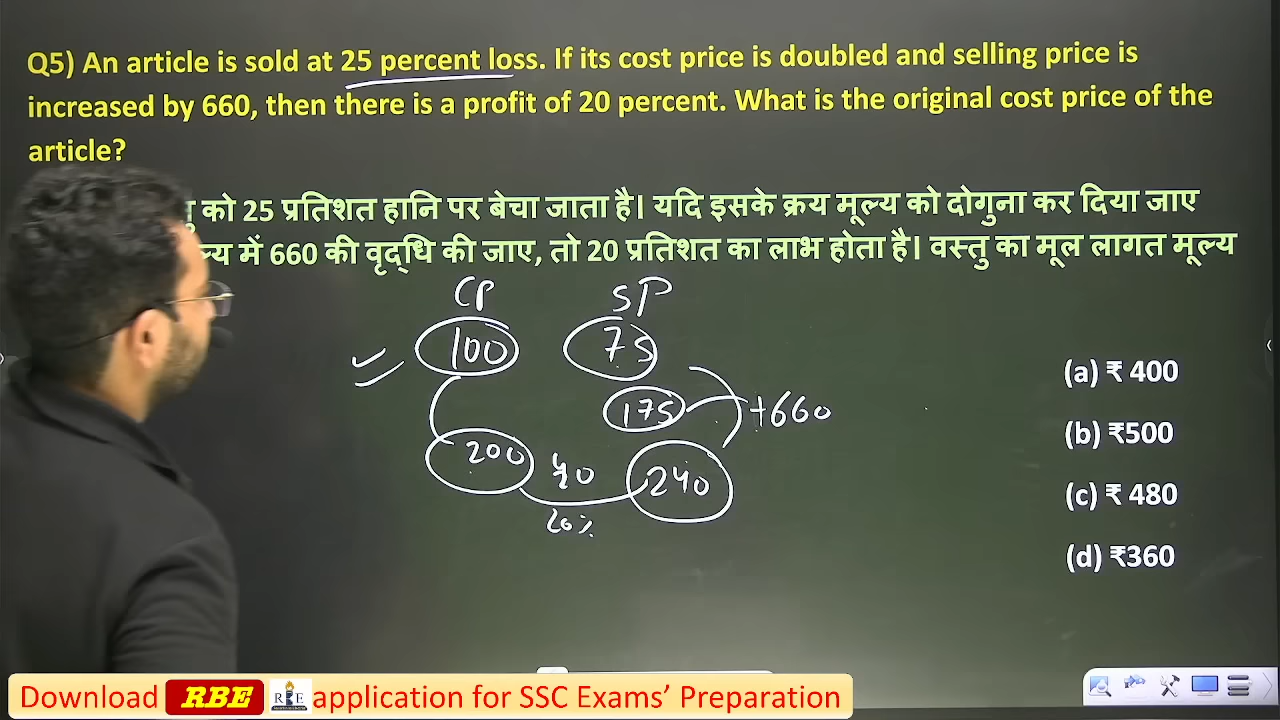 Q5) An article is sold at 25 percent loss. If its cost price is doubled and selling price is
increased by 660, then there is a profit of 20 percent. What is the original cost price of the
article?
को 25 प्रतिशत हानि पर बेचा जाता है। यदि इसके क्रय मूल्य को दोगुना कर दिया जाए
में 660 की वृद्धि की जाए, तो 20 प्रतिशत का लाभ होता है। वस्तु का मूल लागत मूल्य
CP SP
100 75
175 +660
200 40 240
20%
(a) ₹ 400
(b) ₹500
(c) ₹ 480
(d) ₹360
Download RBE RBE application for SSC Exams’ Preparation